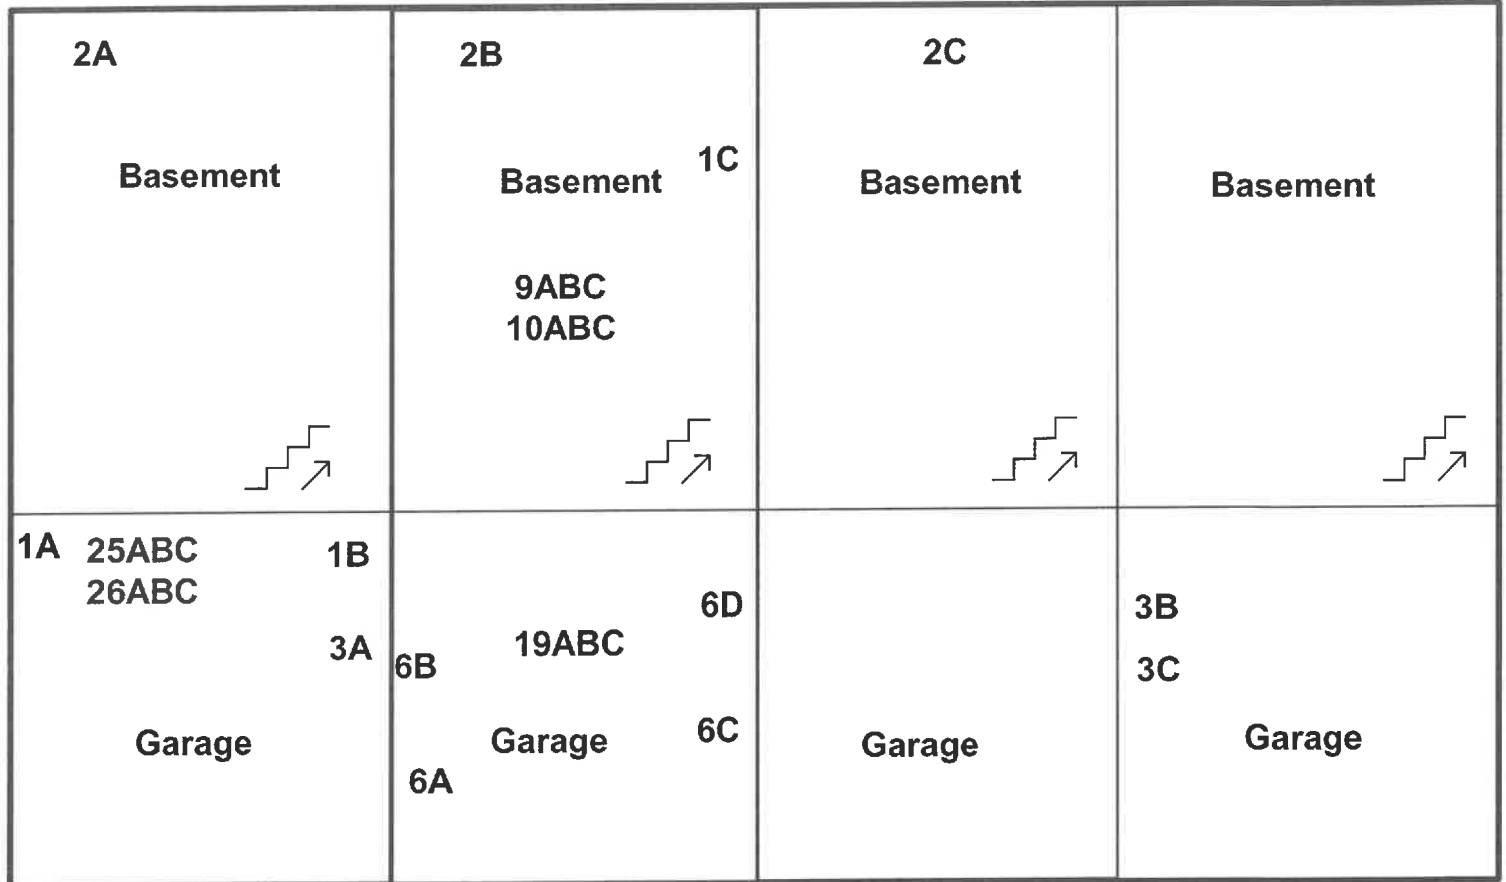 2A
2B
2C
Basement
Basement
1C
Basement
Basement
9ABC
10ABC
1A
25ABC
26ABC
1B
3A
6B
19ABC
6D
6C
6A
3B
3C
Garage
Garage
Garage
Garage